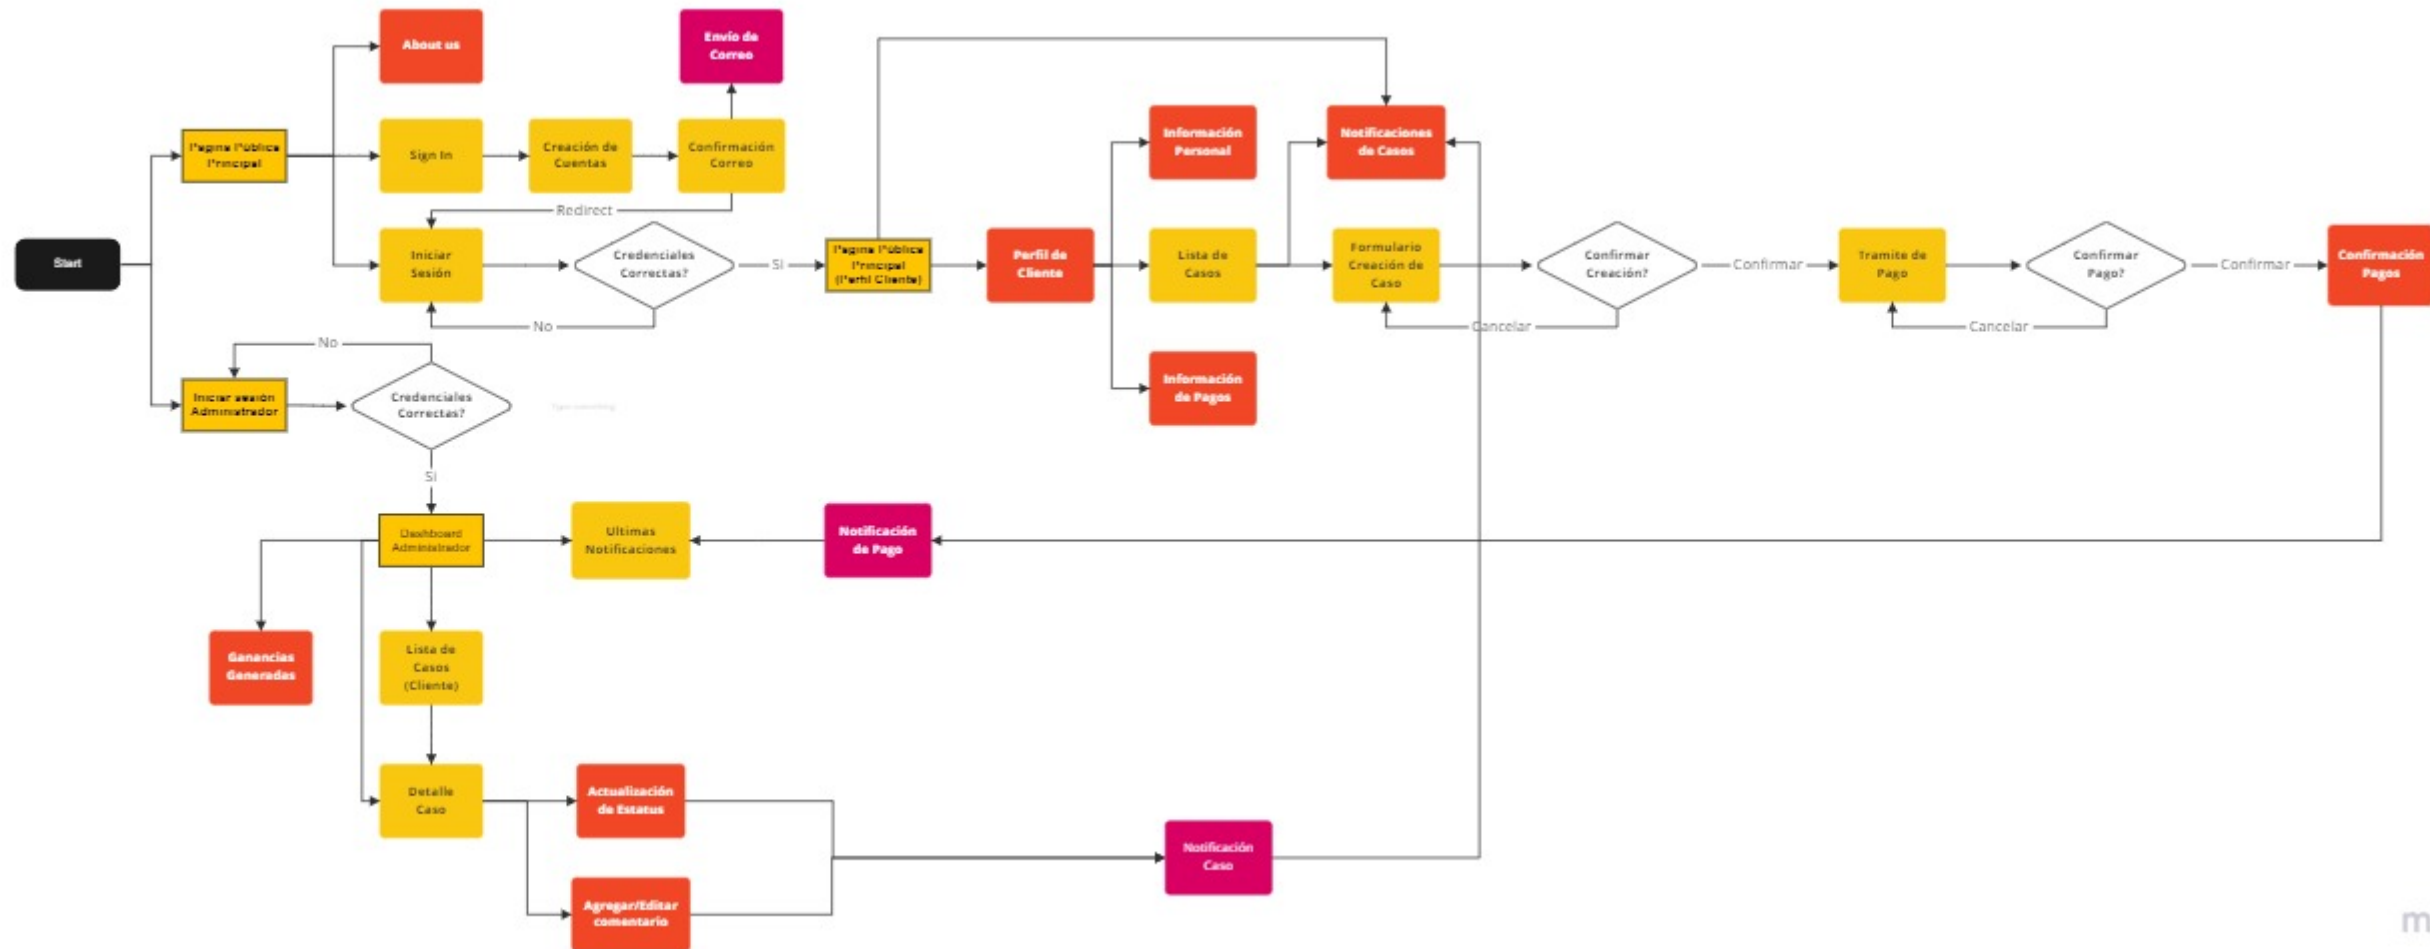 About us
Envío de
Correo
Pagina Pública
Principal
Sign In
Creación de
Cuentas
Confirmación
Correo
Información
Personal
Notificaciones
de Casos
Redirect
Start
Iniciar
Sesión
Credenciales
Correctas?
Si
Pagina Pública
Principal
(Perfil Cliente)
Perfil de
Cliente
Lista de
Casos
Formulario
Creación de
Caso
Confirmar
Creación?
Confirmar
Tramite de
Pago
Confirmar
Pago?
Confirmar
Confirmación
Pagos
No
Cancelar
Cancelar
No
Iniciar sesión
Administrador
Credenciales
Correctas?
Información
de Pagos
Si
Dashboard
Administrador
Ultimas
Notificaciones
Notificación
de Pago
Ganancias
Generadas
Lista de
Casos
(Cliente)
Detalle
Caso
Actualización
de Estatus
Notificación
Caso
Agregar/Editar
comentario
m